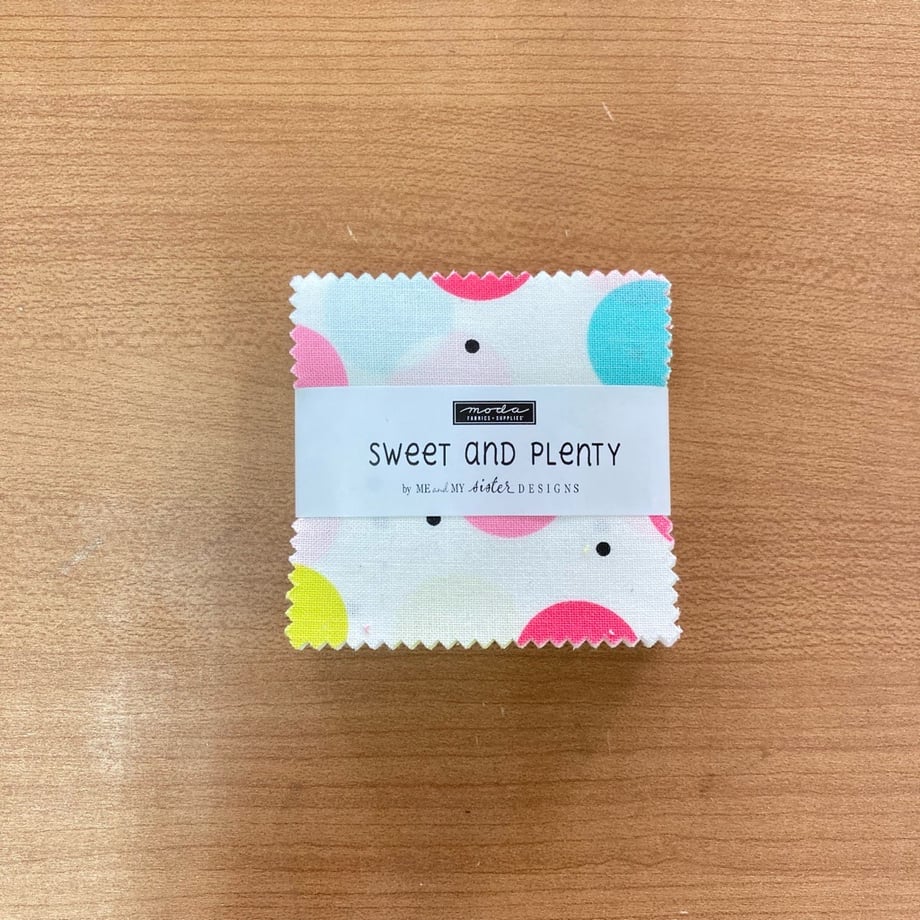 moda
FABRICS + SUPPLIES
SWEET AND PLENTY
by ME and MY sister DESIGNS